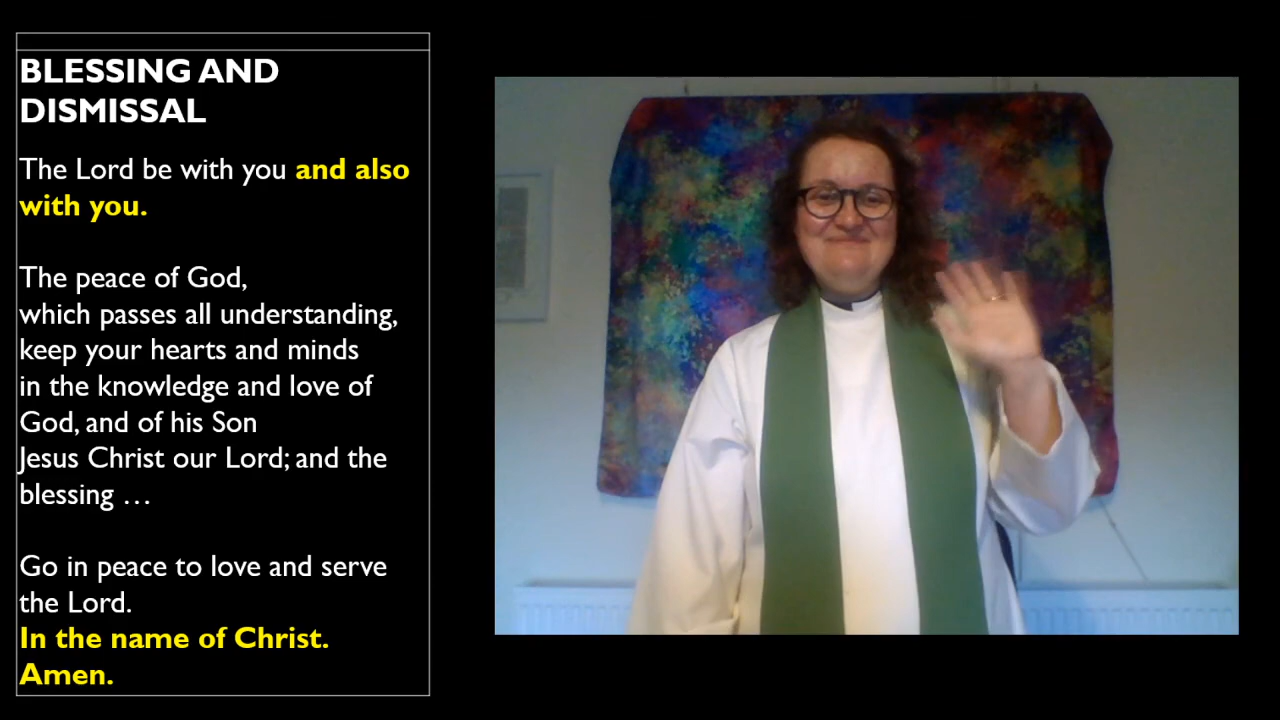 BLESSING AND
DISMISSAL
The Lord be with you and also
with you.
The peace of God,
which passes all understanding,
keep your hearts and minds
in the knowledge and love of
God, and of his Son
Jesus Christ our Lord; and the
blessing …
Go in peace to love and serve
the Lord.
In the name of Christ.
Amen.